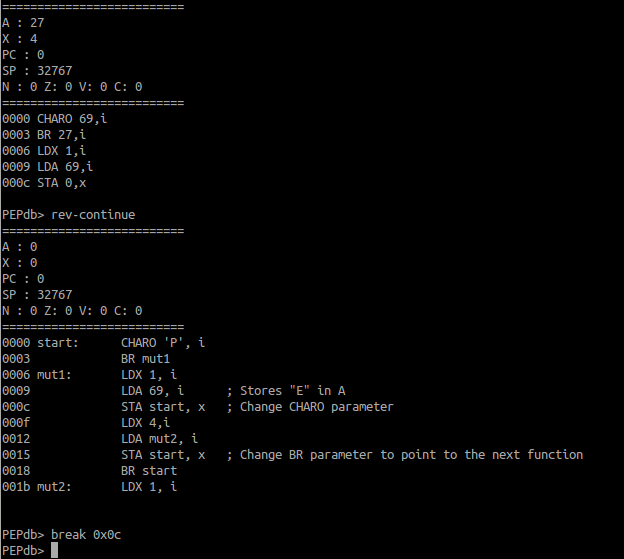 ===========================
A : 27
X : 4
PC : 0
SP : 32767
N : 0 Z: 0 V: 0 C: 0
===========================
0000 CHARO 69,i
0003 BR 27,i
0006 LDX 1,i
0009 LDA 69,i
000c STA 0,x
PEPdb> rev-continue
===========================
A : 0
X : 0
PC : 0
SP : 32767
N : 0 Z: 0 V: 0 C: 0
===========================
0000 start:      CHARO 'P', i
0003             BR mut1
0006 mut1:       LDX 1, i
0009             LDA 69, i      ; Stores "E" in A
000c             STA start, x   ; Change CHARO parameter
000f             LDX 4,i
0012             LDA mut2, i
0015             STA start, x   ; Change BR parameter to point to the next function
0018             BR start
001b mut2:       LDX 1, i
PEPdb> break 0x0c
PEPdb>